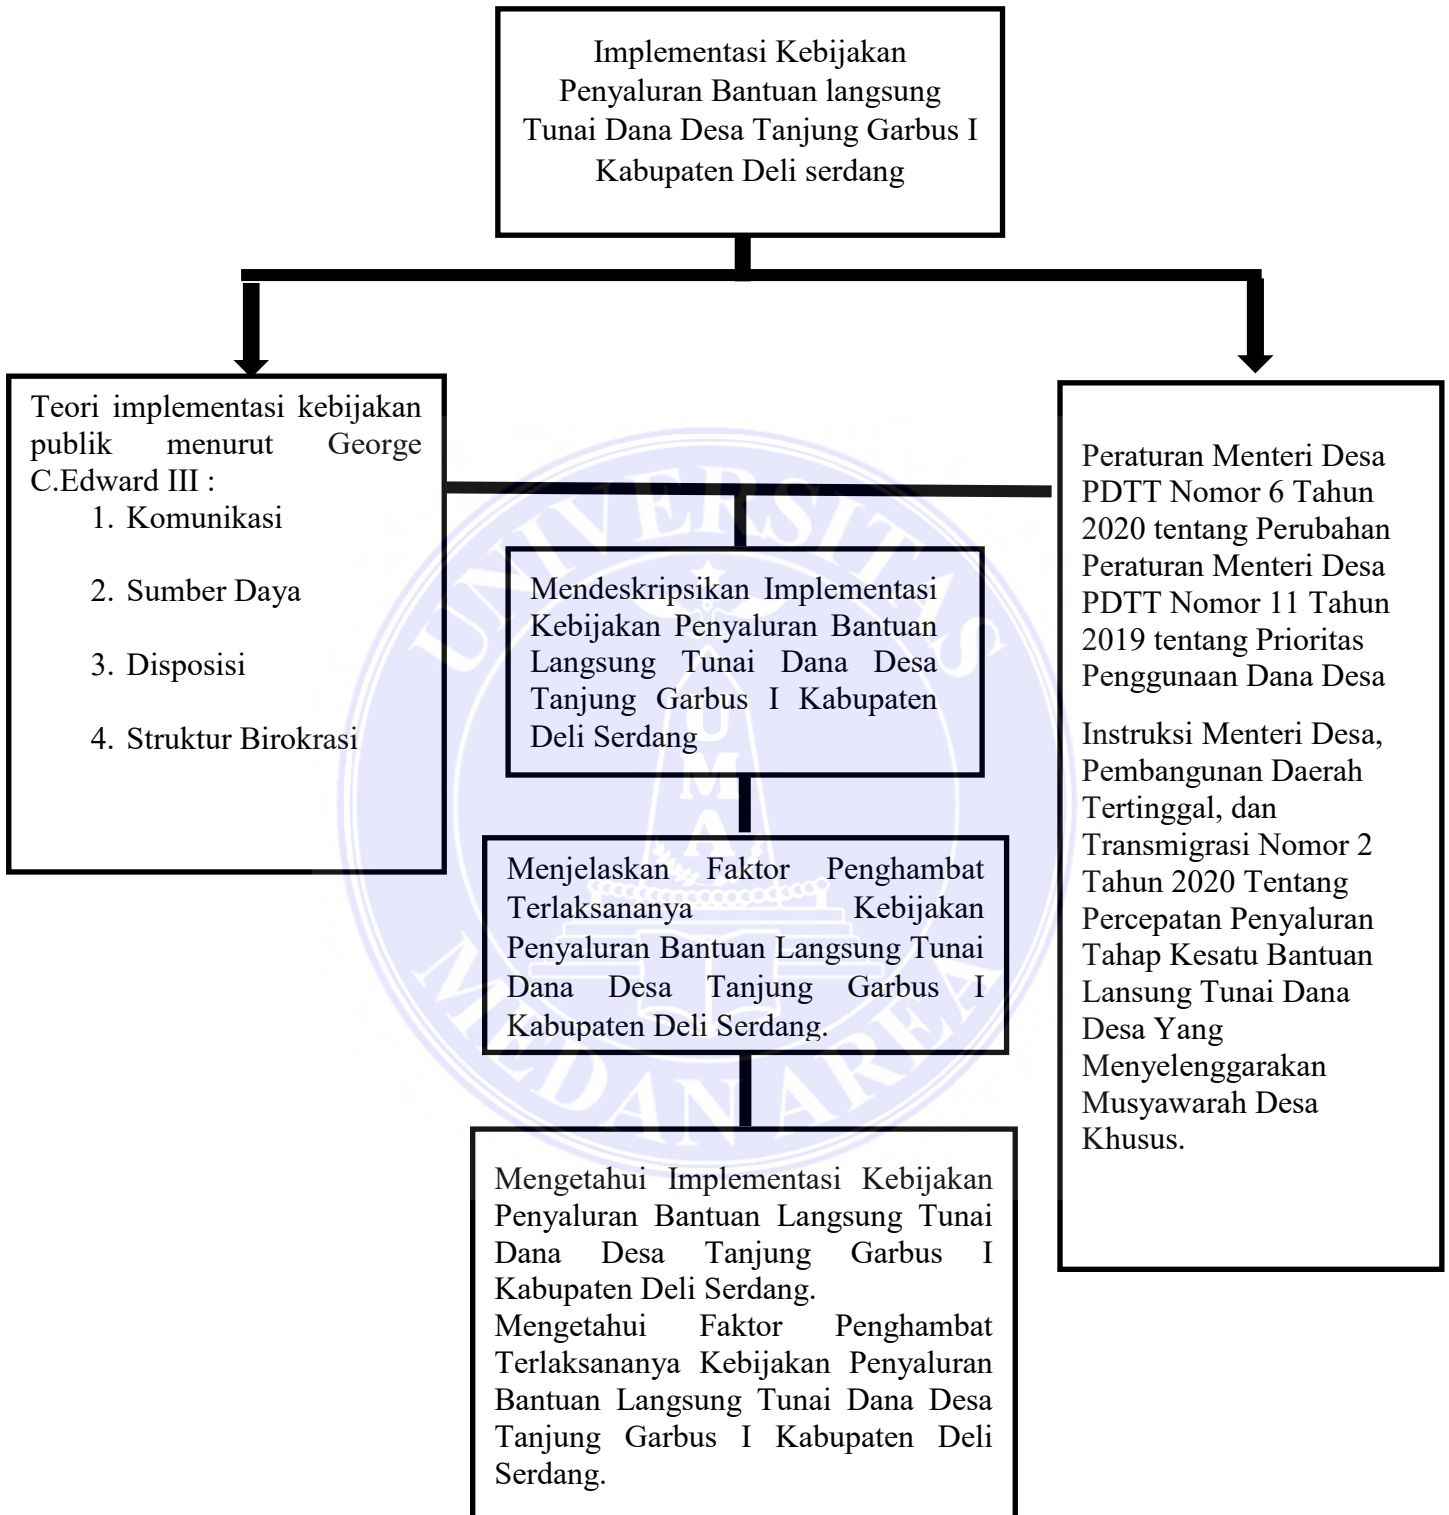 Implementasi Kebijakan
Penyaluran Bantuan langsung
Tunai Dana Desa Tanjung Garbus I
Kabupaten Deli serdang
Teori implementasi kebijakan
publik menurut George
C.Edward III :
1. Komunikasi
2. Sumber Daya
3. Disposisi
4. Struktur Birokrasi
Mendeskripsikan Implementasi
Kebijakan Penyaluran Bantuan
Langsung Tunai Dana Desa
Tanjung Garbus I Kabupaten
Deli Serdang
Menjelaskan Faktor Penghambat
Terlaksananya Kebijakan
Penyaluran Bantuan Langsung Tunai
Dana Desa Tanjung Garbus I
Kabupaten Deli Serdang.
Mengetahui Implementasi Kebijakan
Penyaluran Bantuan Langsung Tunai
Dana Desa Tanjung Garbus I
Kabupaten Deli Serdang.
Mengetahui Faktor Penghambat
Terlaksananya Kebijakan Penyaluran
Bantuan Langsung Tunai Dana Desa
Tanjung Garbus I Kabupaten Deli
Serdang.
Peraturan Menteri Desa
PDTT Nomor 6 Tahun
2020 tentang Perubahan
Peraturan Menteri Desa
PDTT Nomor 11 Tahun
2019 tentang Prioritas
Penggunaan Dana Desa
Instruksi Menteri Desa,
Pembangunan Daerah
Tertinggal, dan
Transmigrasi Nomor 2
Tahun 2020 Tentang
Percepatan Penyaluran
Tahap Kesatu Bantuan
Lansung Tunai Dana
Desa Yang
Menyelenggarakan
Musyawarah Desa
Khusus.
UNIVERSITAS
MEDAN AREA
UMA